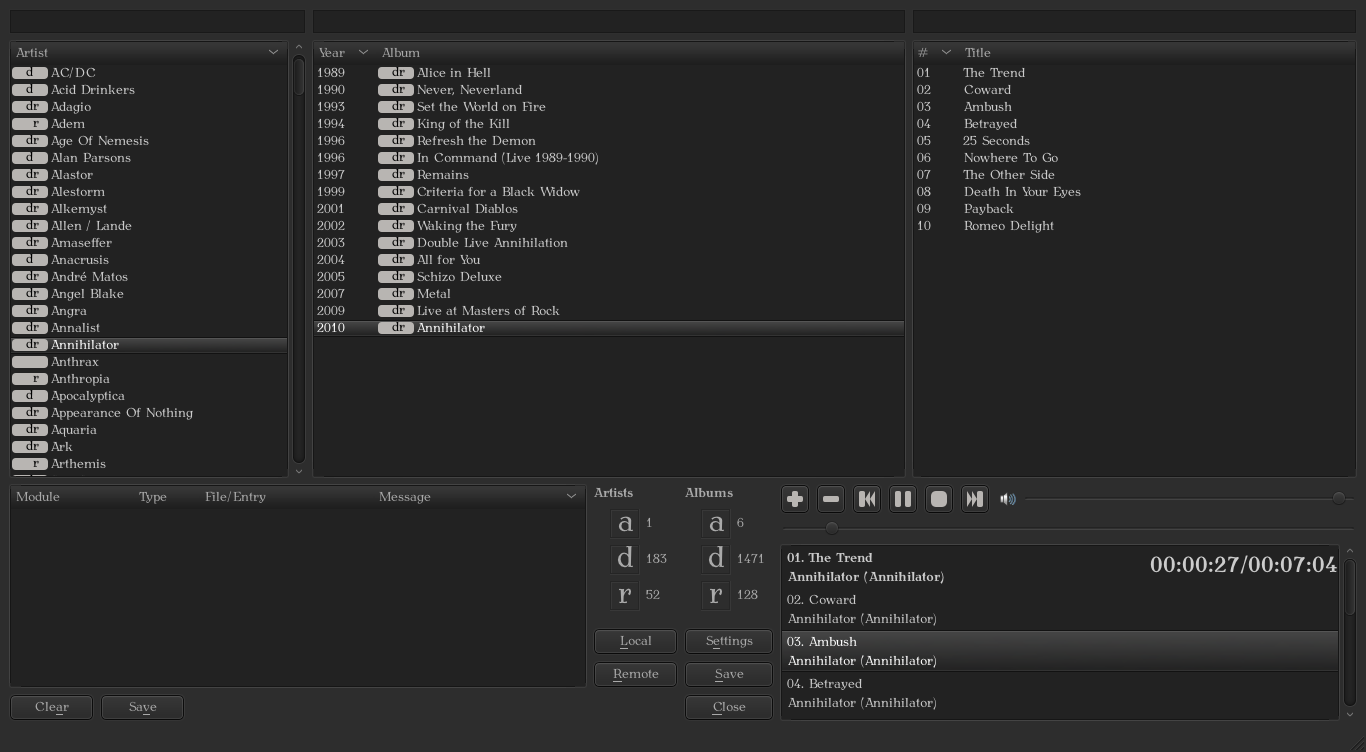 Artist
d AC/DC
d Acid Drinkers
dr Adagio
r Adem
dr Age Of Nemesis
d Alan Parsons
dr Alastor
dr Alestorm
dr Alkemyst
dr Allen / Lande
dr Amaseffer
d Anacrusis
dr André Matos
dr Angel Blake
dr Angra
dr Annalist
dr Annihilator
Anthrax
r Anthropia
d Apocalyptica
dr Appearance Of Nothing
dr Aquaria
dr Ark
r Arthemis
Year Album
1989 dr Alice in Hell
1990 dr Never, Neverland
1993 dr Set the World on Fire
1994 dr King of the Kill
1996 dr Refresh the Demon
1996 dr In Command (Live 1989-1990)
1997 dr Remains
1999 dr Criteria for a Black Widow
2001 dr Carnival Diablos
2002 dr Waking the Fury
2003 dr Double Live Annihilation
2004 dr All for You
2005 dr Schizo Deluxe
2007 dr Metal
2009 dr Live at Masters of Rock
2010 dr Annihilator
# Title
01 The Trend
02 Coward
03 Ambush
04 Betrayed
05 25 Seconds
06 Nowhere To Go
07 The Other Side
08 Death In Your Eyes
09 Payback
10 Romeo Delight
Module Type File/Entry Message
Clear Save
Artists Albums
a 1 a 6
d 183 d 1471
r 52 r 128
Local Settings
Remote Save
Close
01. The Trend 00:00:27/00:07:04
Annihilator (Annihilator)
02. Coward
Annihilator (Annihilator)
03. Ambush
Annihilator (Annihilator)
04. Betrayed
Annihilator (Annihilator)